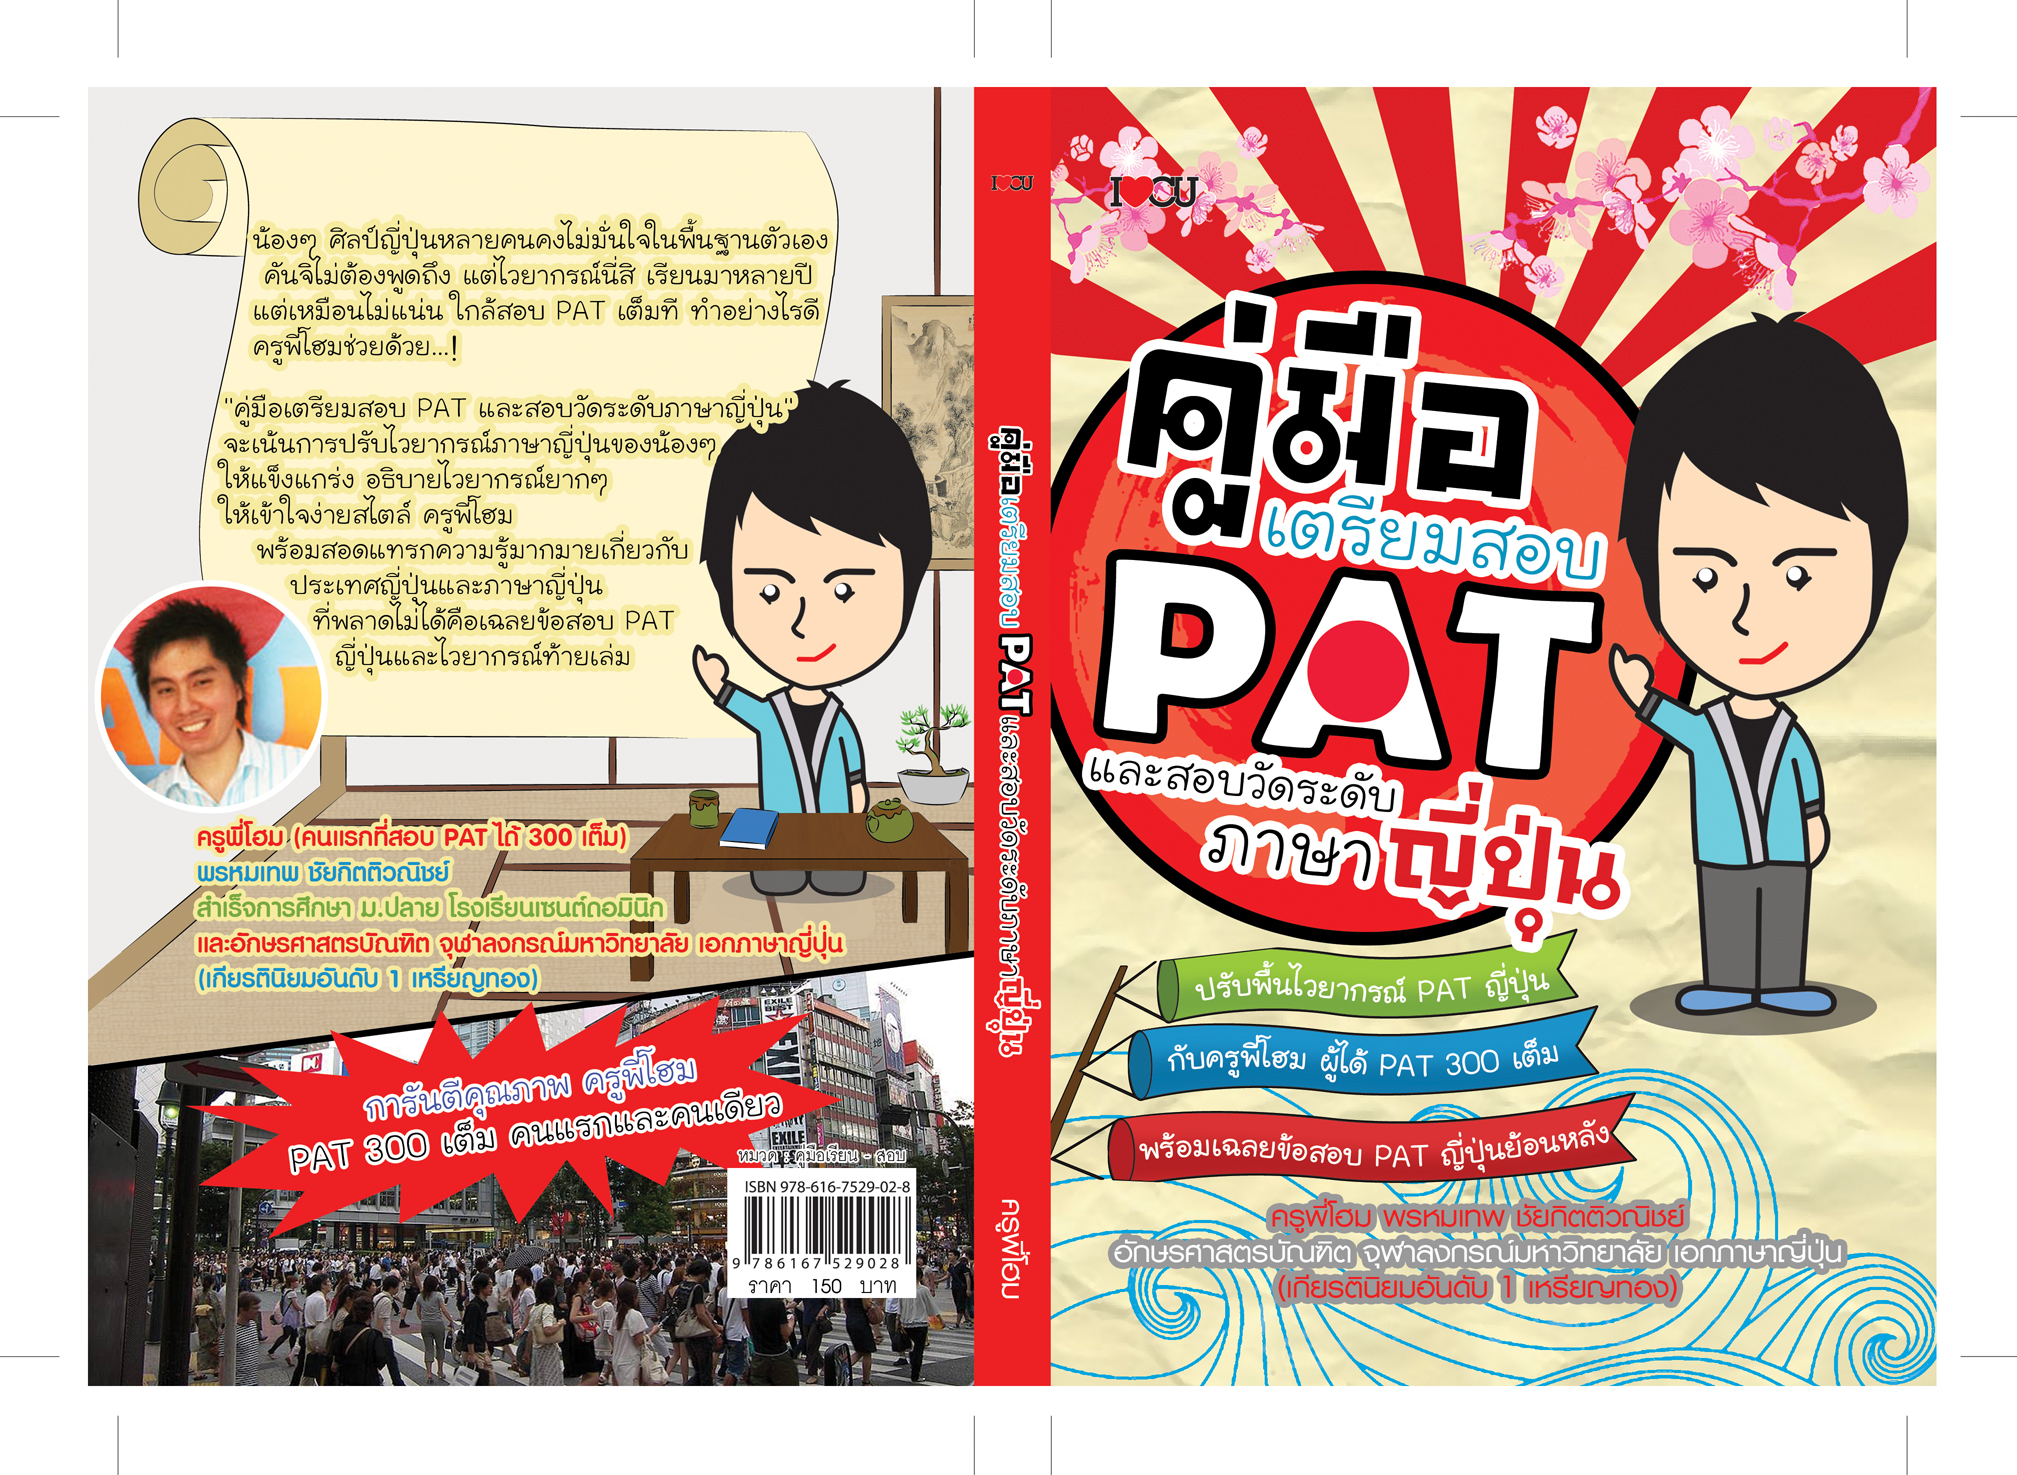 น้องๆ ศิลป์ญี่ปุ่นหลายคนคงไม่มั่นใจในพื้นฐานตัวเอง
คันจิไม่ต้องพูดถึง แต่ไวยากรณ์นี่สิ เรียนมาหลายปี
แต่เหมือนไม่แน่น ใกล้สอบ PAT เต็มที ทำอย่างไรดี
ครูพี่โฮมช่วยด้วย...!
"คู่มือเตรียมสอบ PAT และสอบวัดระดับภาษาญี่ปุ่น"
จะเน้นการปรับไวยากรณ์ภาษาญี่ปุ่นของน้องๆ
ให้แข็งแกร่ง อธิบายไวยากรณ์ยากๆ
ให้เข้าใจง่ายสไตล์ ครูพี่โฮม
พร้อมสอดแทรกความรู้มากมายเกี่ยวกับ
ประเทศญี่ปุ่นและภาษาญี่ปุ่น
ที่พลาดไม่ได้คือเฉลยข้อสอบ PAT
ญี่ปุ่นและไวยากรณ์ท้ายเล่ม
ครูพี่โฮม (คนแรกที่สอบ PAT ได้ 300 เต็ม)
พรหมเทพ ชัยกิตติวณิชย์
สำเร็จการศึกษา ม.ปลาย โรงเรียนเซนต์ดอมินิก
และอักษรศาสตรบัณฑิต จุฬาลงกรณ์มหาวิทยาลัย เอกภาษาญี่ปุ่น
(เกียรตินิยมอันดับ 1 เหรียญทอง)
การันตีคุณภาพ ครูพี่โฮม
PAT 300 เต็ม คนแรกและคนเดียว
EXILE
BEST
EXILE
หมวด : คู่มือเรียน - สอบ
ISBN 978-616-7529-02-8
9 786167 529028
ราคา 150 บาท
I♥CU
คู่มือเตรียมสอบ PAT และสอบวัดระดับภาษาญี่ปุ่น
ครูพี่โฮม
I♥CU
คู่มือ
เตรียมสอบ
PAT
และสอบวัดระดับ
ภาษาญี่ปุ่น
ปรับพื้นไวยากรณ์ PAT ญี่ปุ่น
กับครูพี่โฮม ผู้ได้ PAT 300 เต็ม
พร้อมเฉลยข้อสอบ PAT ญี่ปุ่นย้อนหลัง
ครูพี่โฮม พรหมเทพ ชัยกิตติวณิชย์
อักษรศาสตรบัณฑิต จุฬาลงกรณ์มหาวิทยาลัย เอกภาษาญี่ปุ่น
(เกียรตินิยมอันดับ 1 เหรียญทอง)